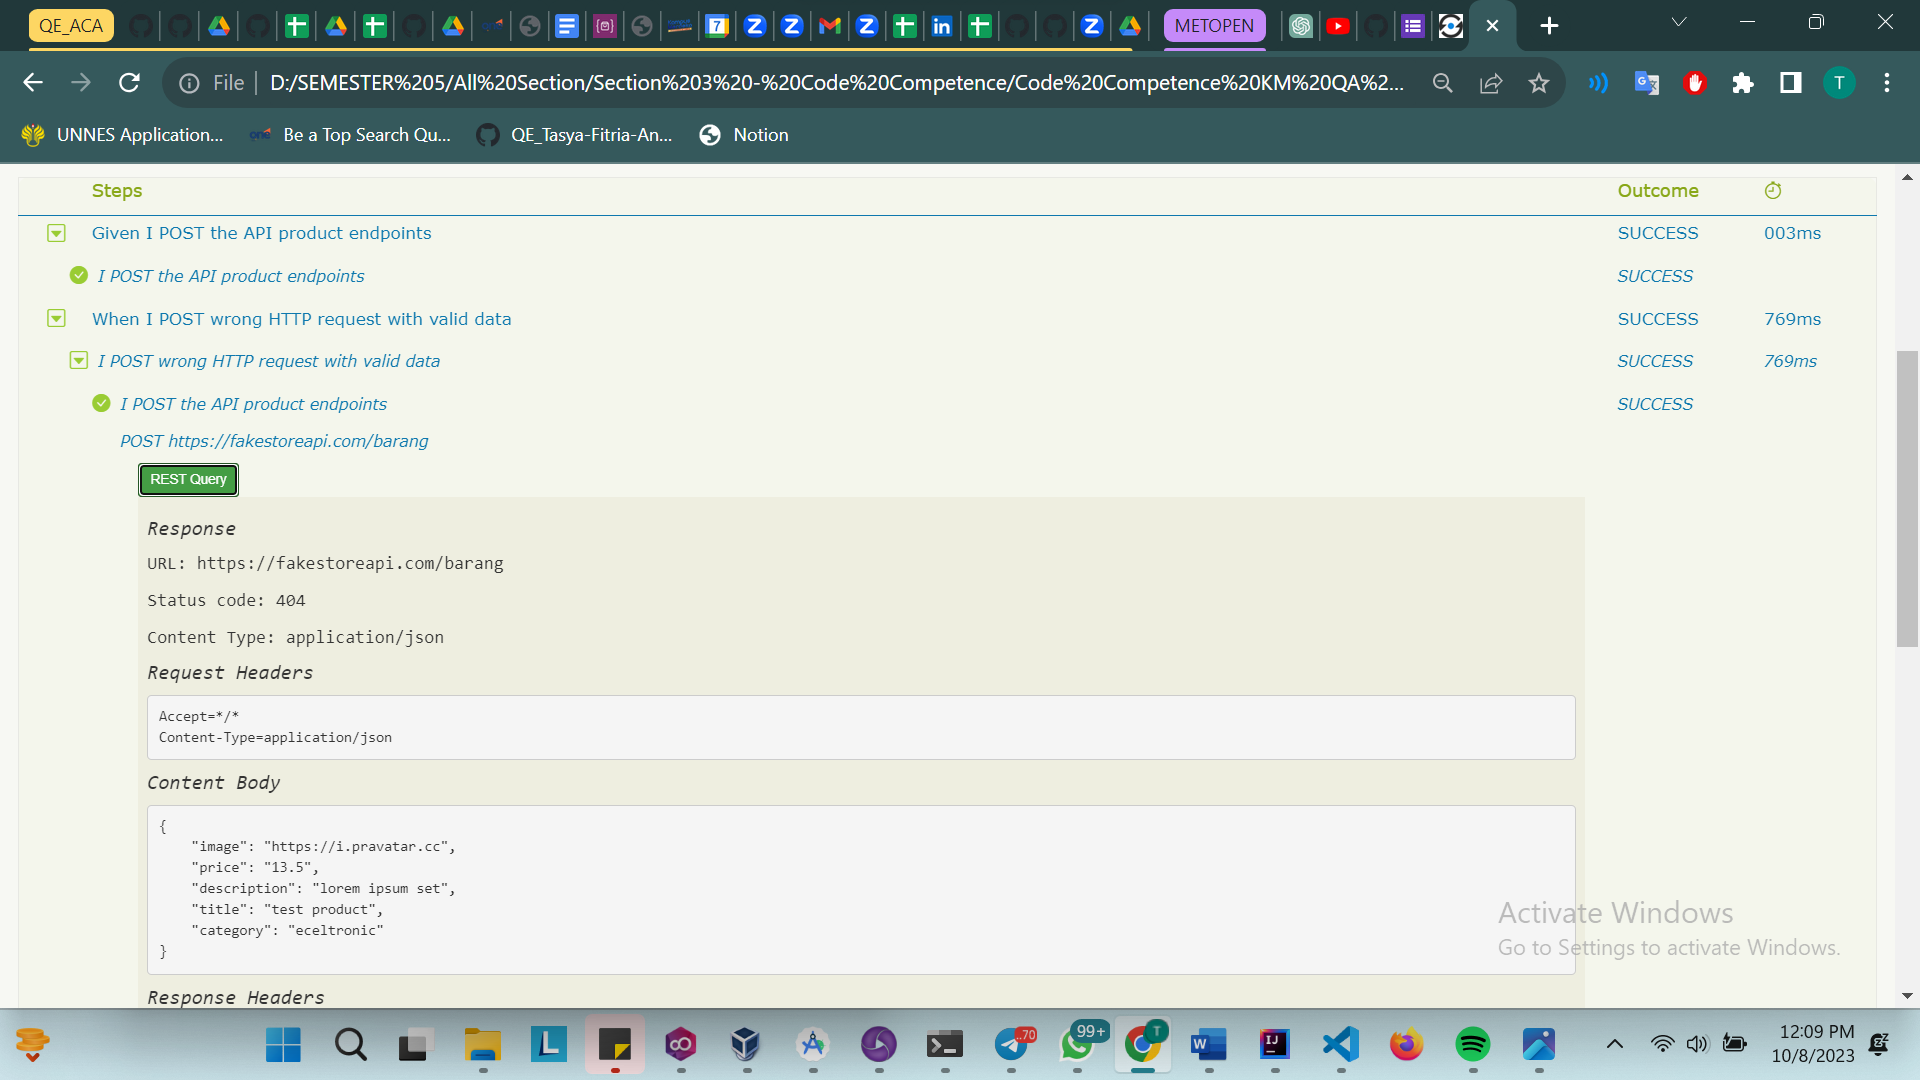 QE_ACA
METOPEN
File
D:/SEMESTER%205/All%20Section/Section%203%20-%20Code%20Competence/Code%20Competence%20KM%20QA%2...
T
UNNES Application...
one
Be a Top Search Qu...
QE_Tasya-Fitria-An...
Notion
Steps Outcome
Given I POST the API product endpoints SUCCESS 003ms
I POST the API product endpoints SUCCESS
When I POST wrong HTTP request with valid data SUCCESS 769ms
I POST wrong HTTP request with valid data SUCCESS 769ms
I POST the API product endpoints SUCCESS
POST https://fakestoreapi.com/barang
REST Query
Response
URL: https://fakestoreapi.com/barang
Status code: 404
Content Type: application/json
Request Headers
Accept=*/*
Content-Type=application/json
Content Body
{
"image": "https://i.pravatar.cc",
"price": "13.5",
"description": "lorem ipsum set",
"title": "test product",
"category": "eceltronic"
}
Response Headers
Activate Windows
Go to Settings to activate Windows.
..70
99+
T
12:09 PM
10/8/2023